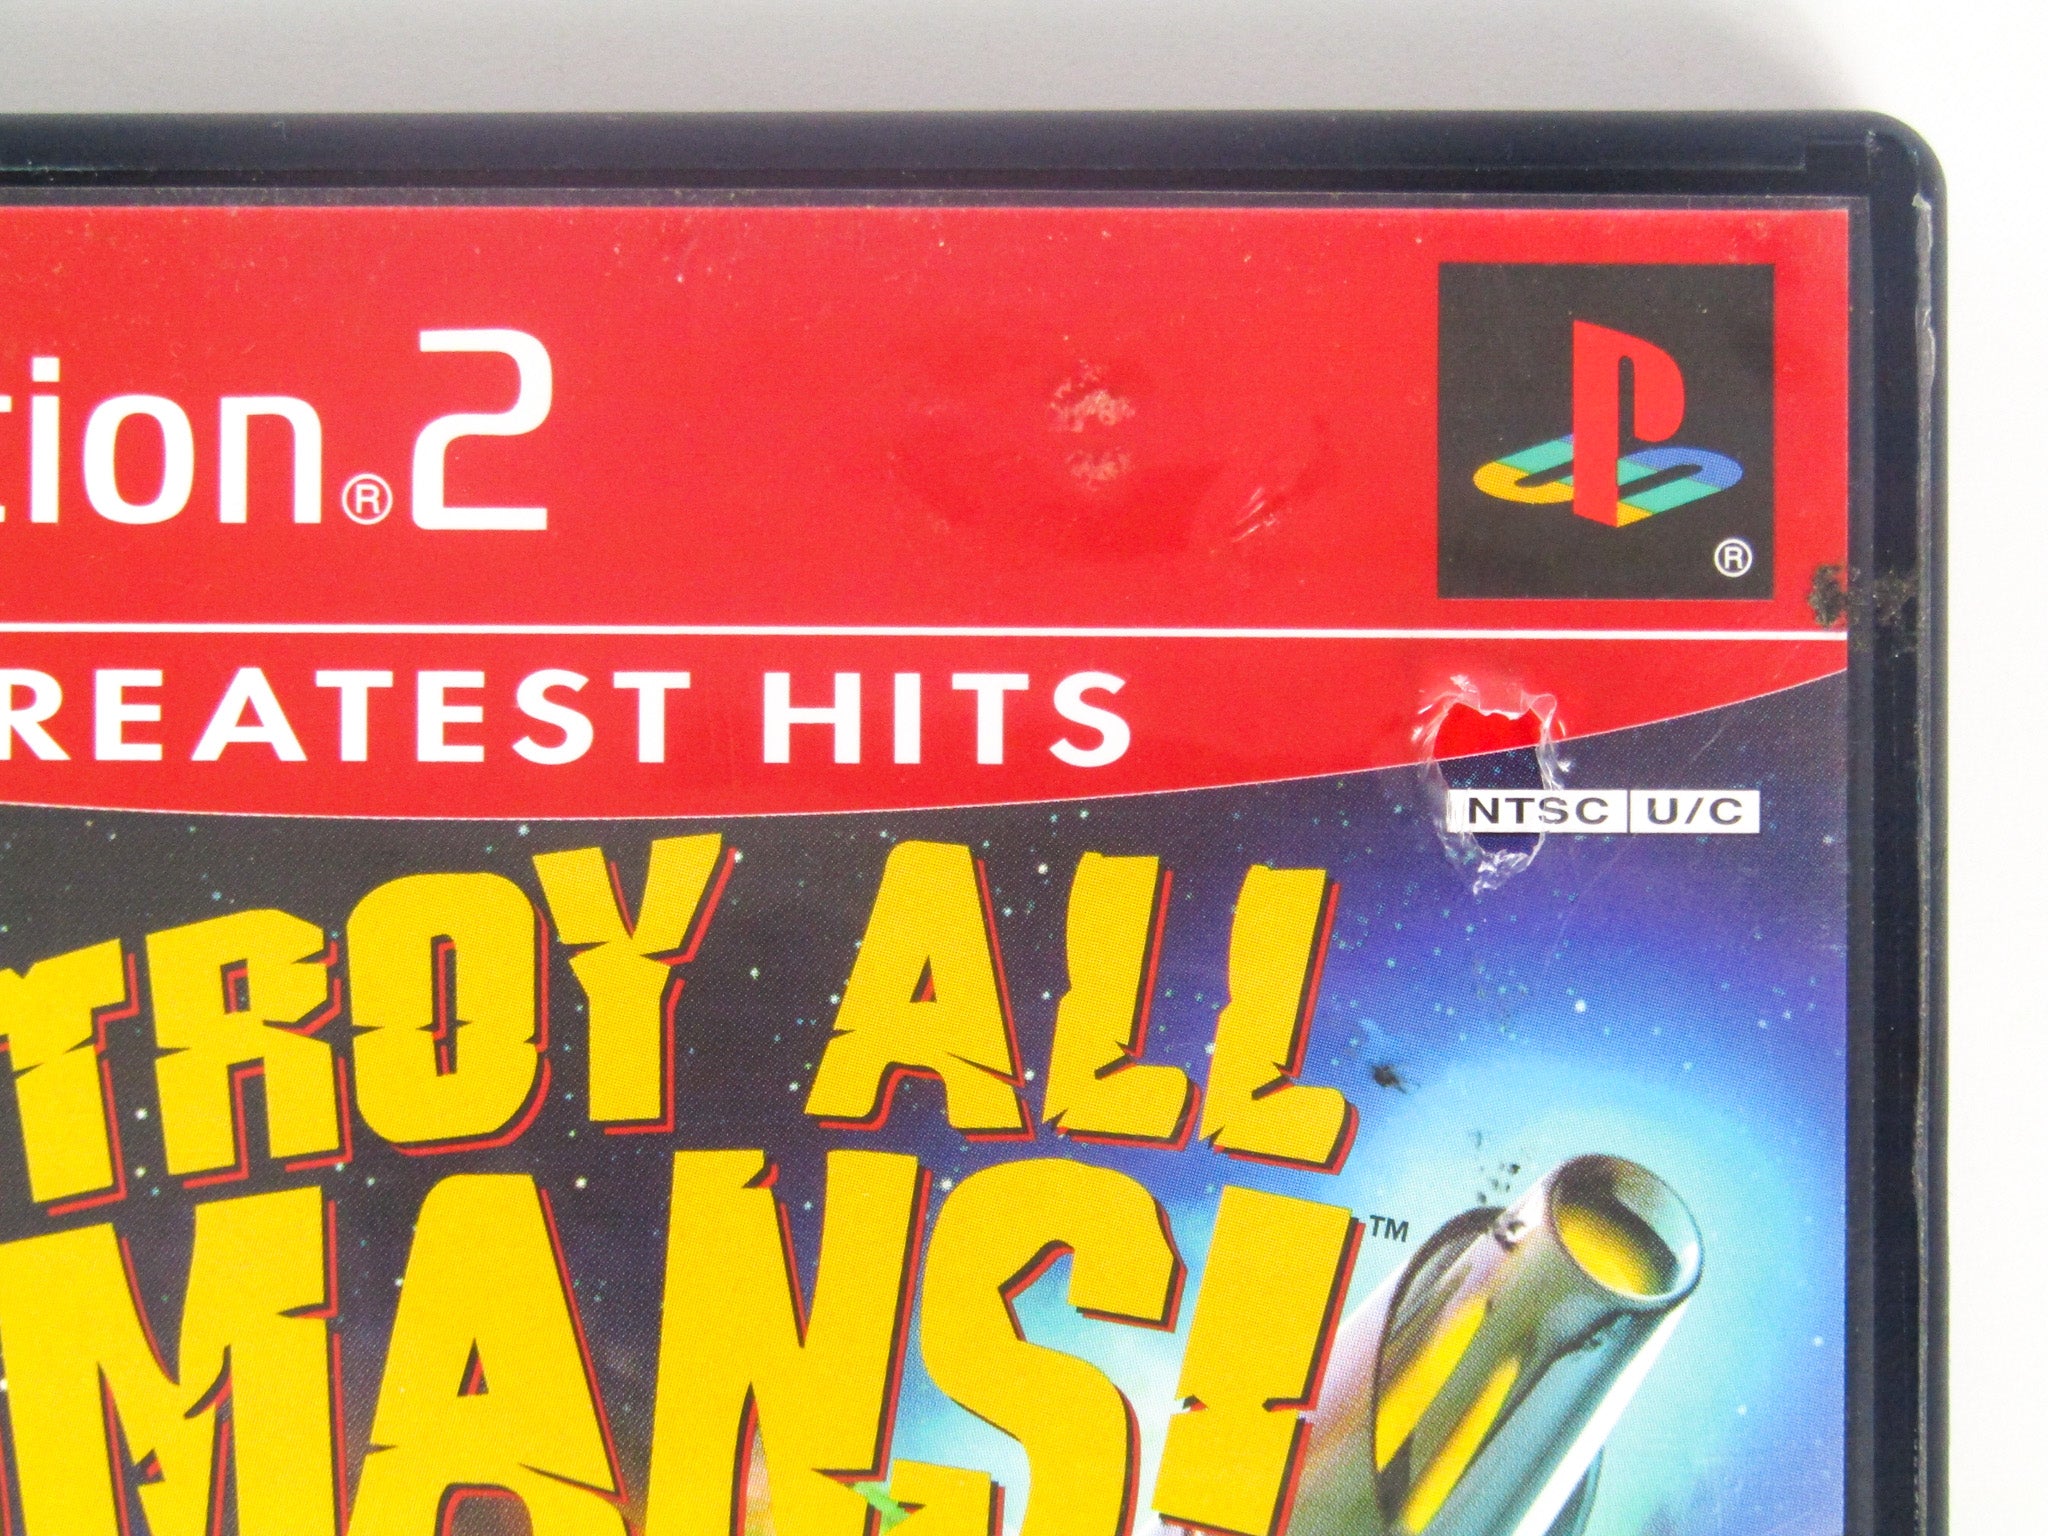 tion®2
REATEST HITS
®
NTSC U/C
TROY ALL
MANS!™